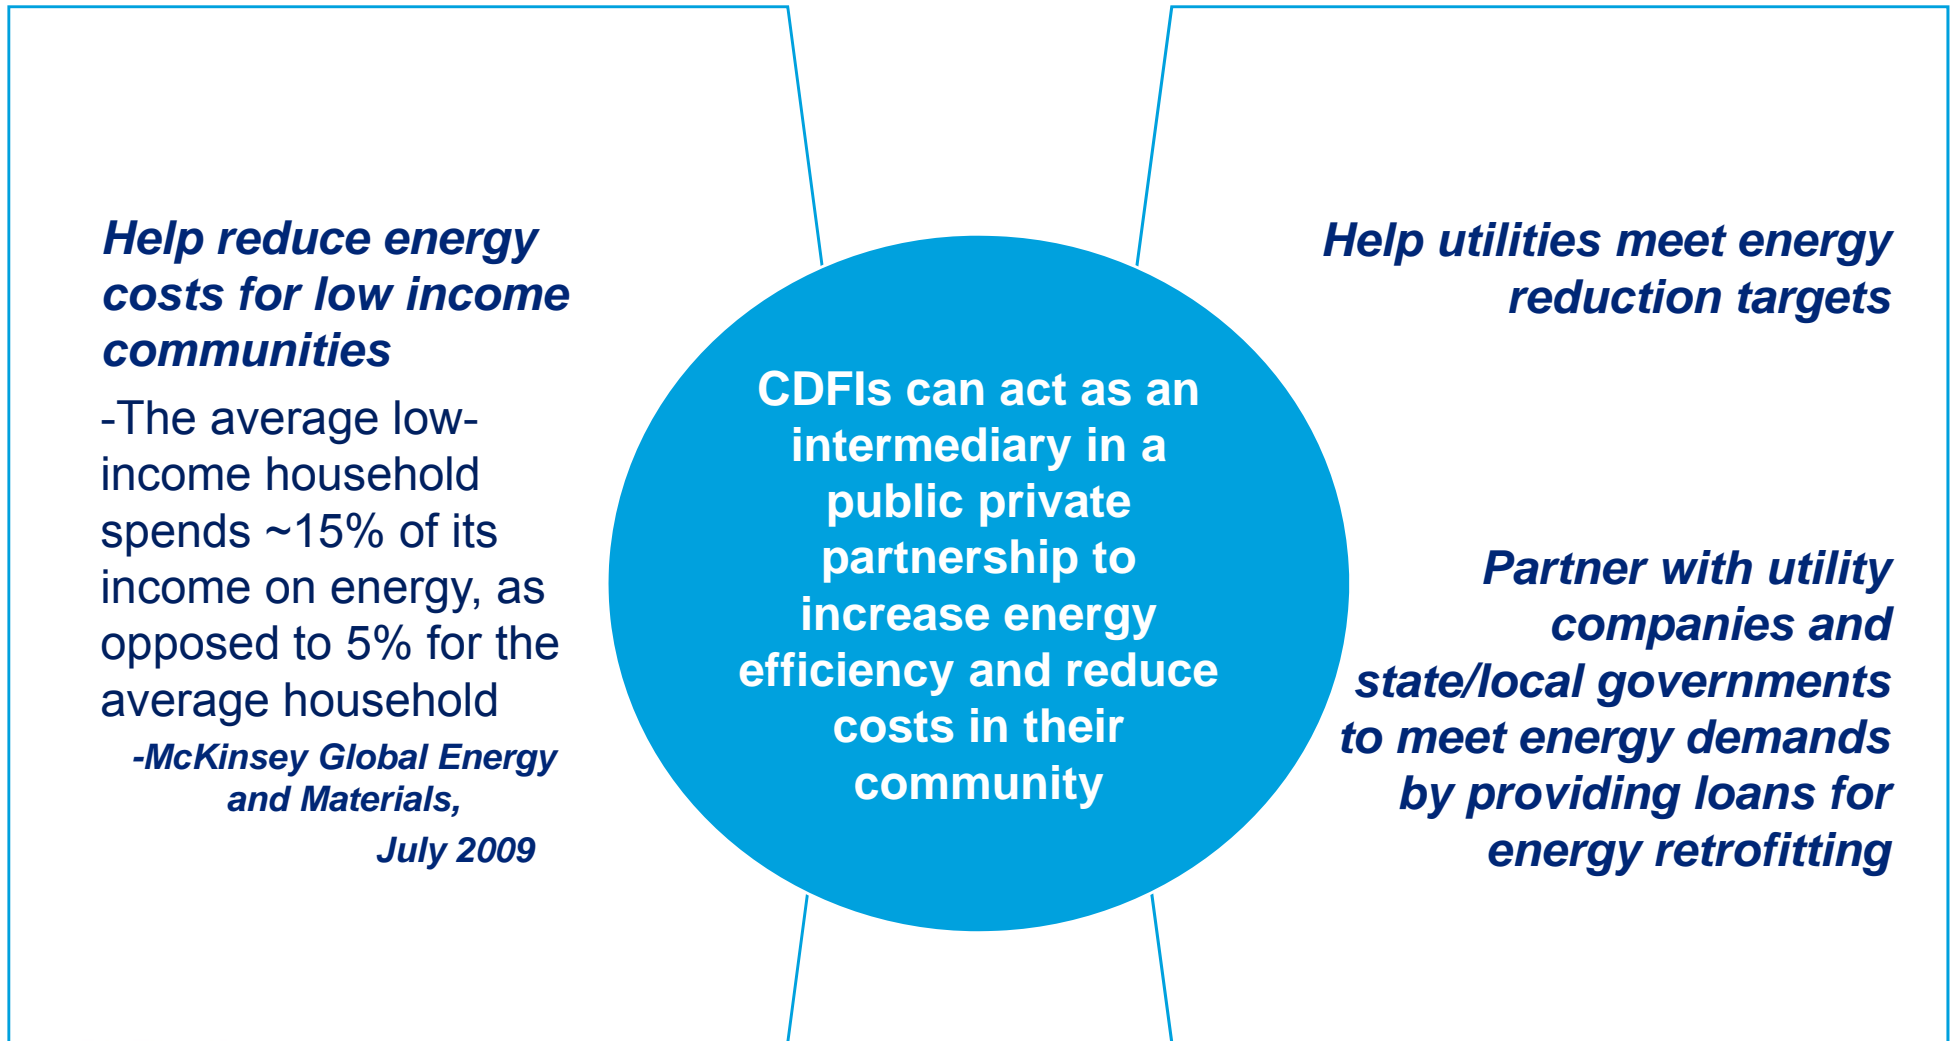 Help reduce energy
costs for low income
communities
-The average low-
income household
spends ~15% of its
income on energy, as
opposed to 5% for the
average household
-McKinsey Global Energy
and Materials,
July 2009
CDFIs can act as an
intermediary in a
public private
partnership to
increase energy
efficiency and reduce
costs in their
community
Help utilities meet energy
reduction targets
Partner with utility
companies and
state/local governments
to meet energy demands
by providing loans for
energy retrofitting